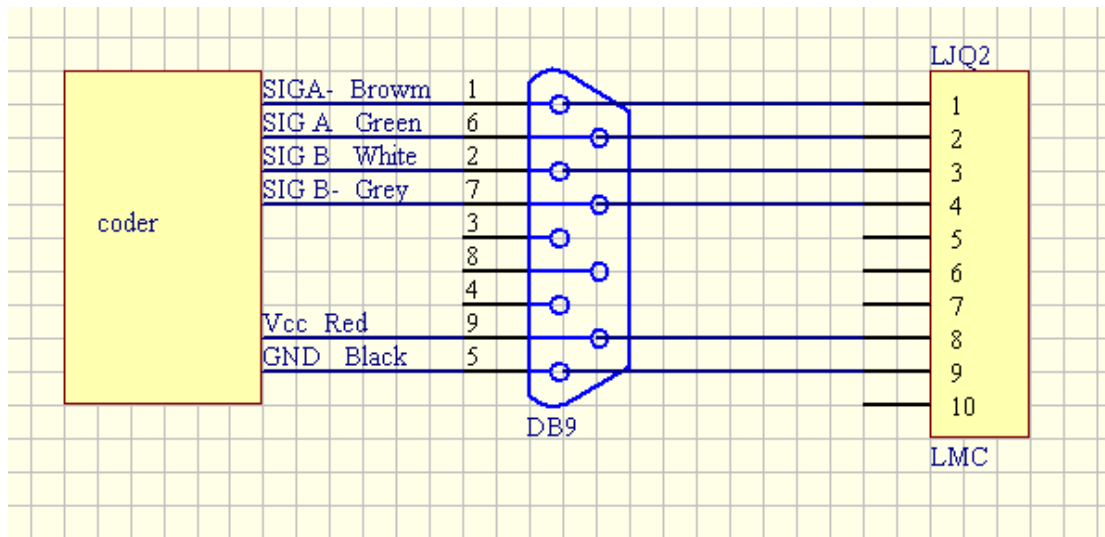 LJQ2
SIGA- Browm 1
1
SIG A Green 6
2
SIG B White 2
3
SIG B- Grey 7
4
coder
3
5
8
6
4
7
Vcc Red 9
8
GND Black 5
9
10
DB9
LMC